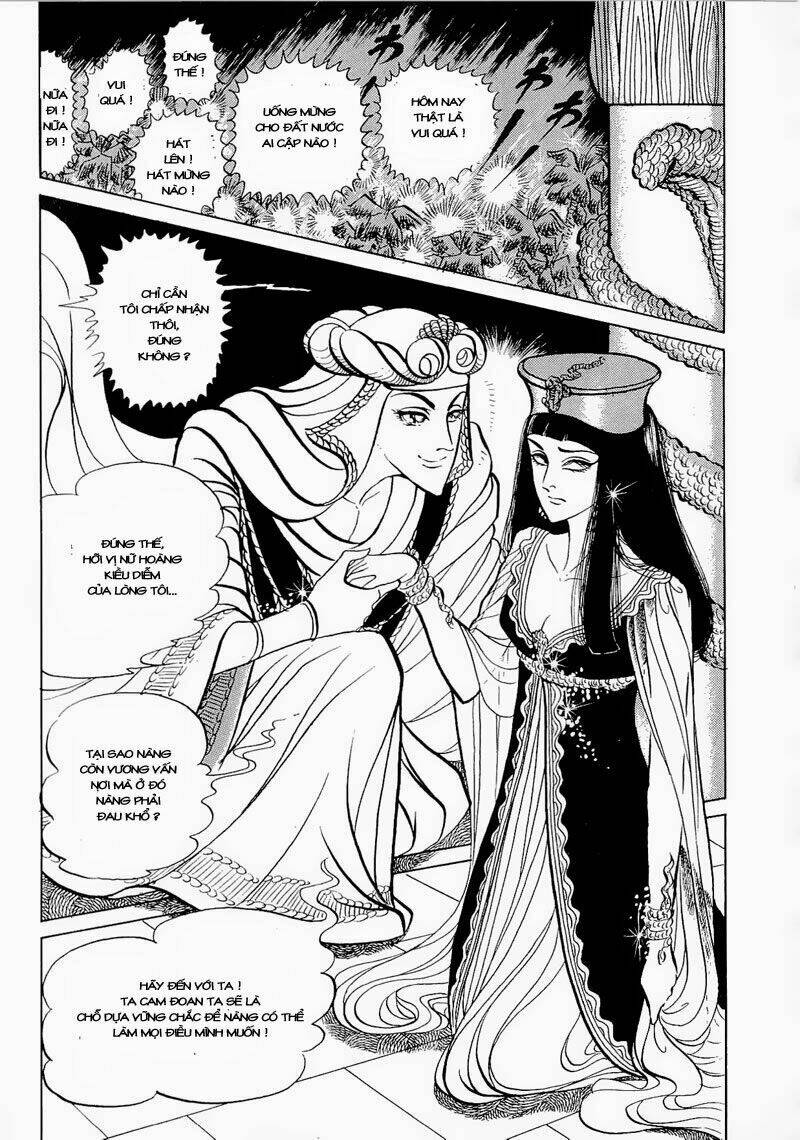 NỮA
ĐI !
NỮA
ĐI !
VUI
QUÁ !
ĐÚNG
THẾ !
HÁT
LÊN !
HÁT MỪNG
NÀO !
UỐNG MỪNG
CHO ĐẤT NƯỚC
AI CẬP NÀO !
HÔM NAY
THẬT LÀ
VUI QUÁ !
わ
わ
わ
CHỈ CẦN
TÔI CHẤP NHẬN
THÔI,
ĐÚNG
KHÔNG ?
ĐÚNG THẾ,
HỠI VỊ NỮ HOÀNG
KIỀU DIỄM
CỦA LÒNG TÔI...
TẠI SAO NÀNG
CÒN VƯƠNG VẤN
NƠI MÀ Ở ĐÓ
NÀNG PHẢI
ĐAU KHỔ ?
HÃY ĐẾN VỚI TA !
TA CAM ĐOAN TA SẼ LÀ
CHỖ DỰA VỮNG CHẮC ĐỂ NÀNG CÓ THỂ
LÀM MỌI ĐIỀU MÌNH MUỐN !